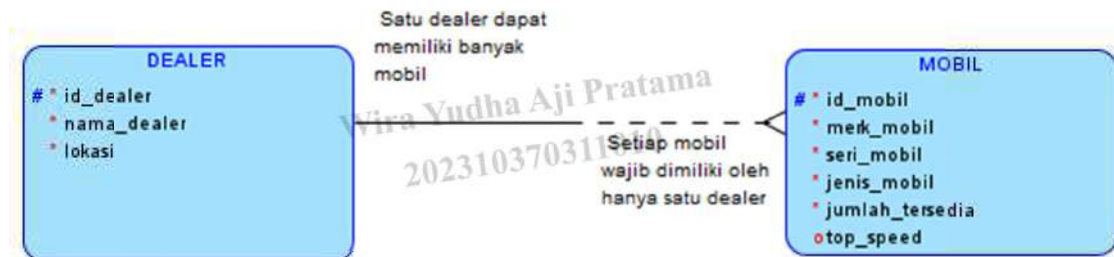 Satu dealer dapat
memiliki banyak
mobil
DEALER
# * id_dealer
* nama_dealer
* lokasi
Wira Yudha Aji Pratama
Setiap mobil
wajib dimiliki oleh
hanya satu dealer
MOBIL
# * id_mobil
* merk_mobil
* seri_mobil
* jenis_mobil
* jumlah_tersedia
o top_speed